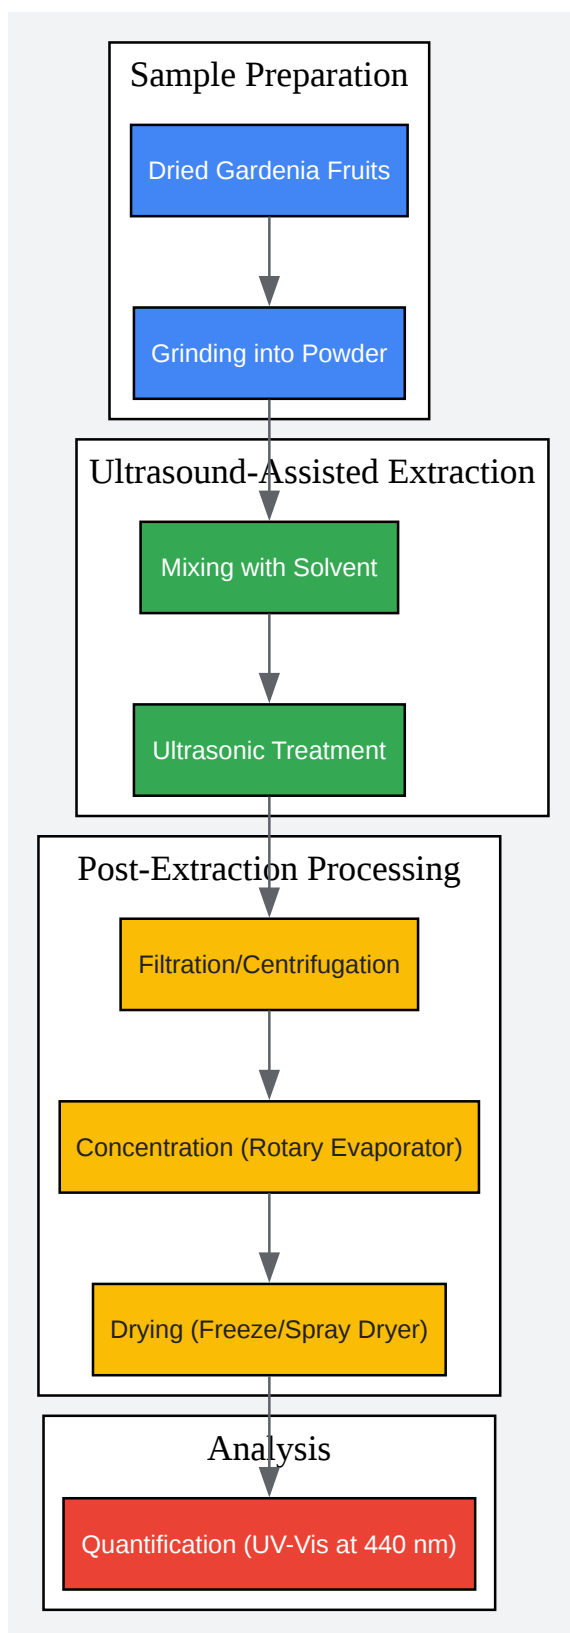 Sample Preparation
Dried Gardenia Fruits
Grinding into Powder
Ultrasound-Assisted Extraction
Mixing with Solvent
Ultrasonic Treatment
Post-Extraction Processing
Filtration/Centrifugation
Concentration (Rotary Evaporator)
Drying (Freeze/Spray Dryer)
Analysis
Quantification (UV-Vis at 440 nm)